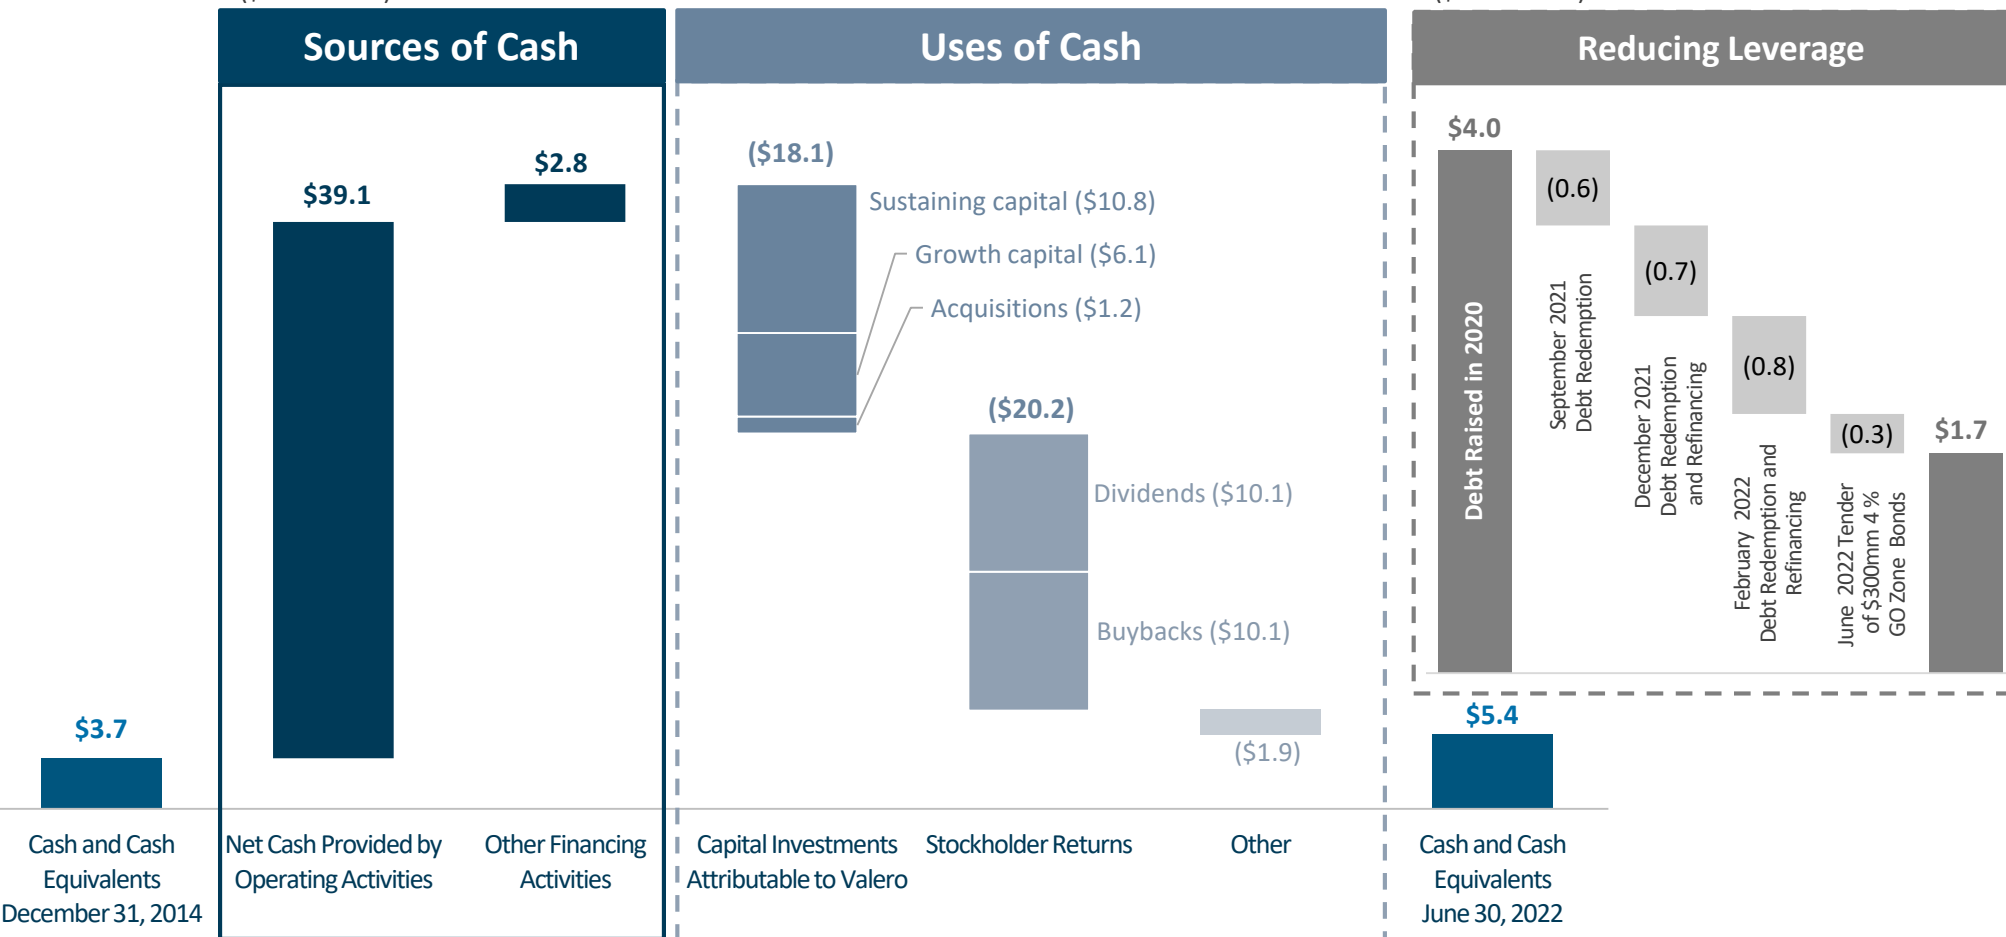 Sources of Cash
Uses of Cash
Reducing Leverage
$3.7
$39.1
$2.8
($18.1)
Sustaining capital ($10.8)
Growth capital ($6.1)
Acquisitions ($1.2)
($20.2)
Dividends ($10.1)
Buybacks ($10.1)
($1.9)
$5.4
$4.0
Debt Raised in 2020
(0.6)
September 2021
Debt Redemption
(0.7)
December 2021
Debt Redemption
and Refinancing
(0.8)
February 2022
Debt Redemption and
Refinancing
(0.3)
June 2022 Tender
of $300mm 4 %
GO Zone Bonds
$1.7
Cash and Cash
Equivalents
December 31, 2014
Net Cash Provided by
Operating Activities
Other Financing
Activities
Capital Investments
Attributable to Valero
Stockholder Returns
Other
Cash and Cash
Equivalents
June 30, 2022